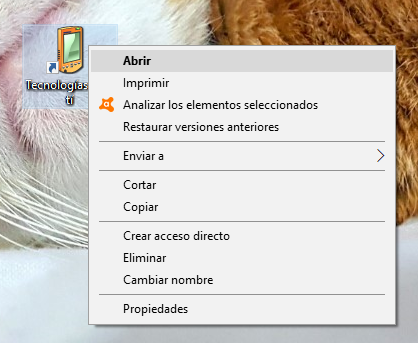 Tecnologías
ti
Abrir
Imprimir
Analizar los elementos seleccionados
Restaurar versiones anteriores
Enviar a
Cortar
Copiar
Crear acceso directo
Eliminar
Cambiar nombre
Propiedades